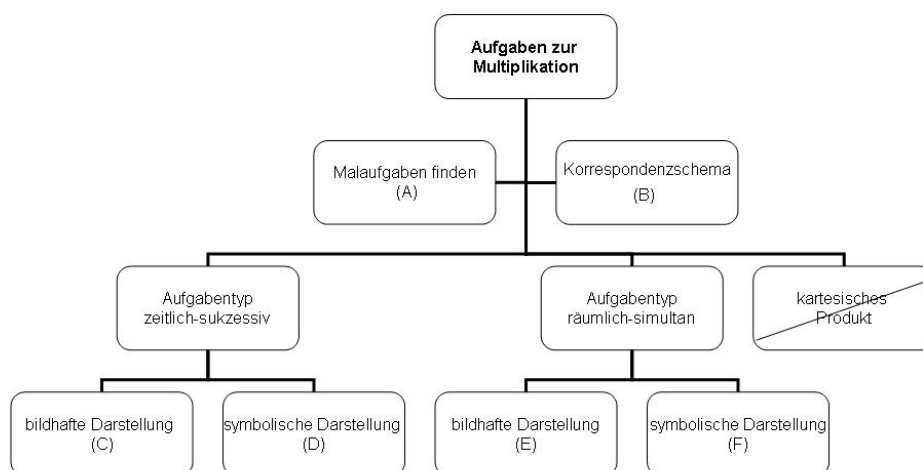 Aufgaben zur
Multiplikation
Malaufgaben finden
(A)
Korrespondenzschema
(B)
Aufgabentyp
zeitlich-sukzessiv
Aufgabentyp
räumlich-simultan
kartesisches
Produkt
bildhafte Darstellung
(C)
symbolische Darstellung
(D)
bildhafte Darstellung
(E)
symbolische Darstellung
(F)